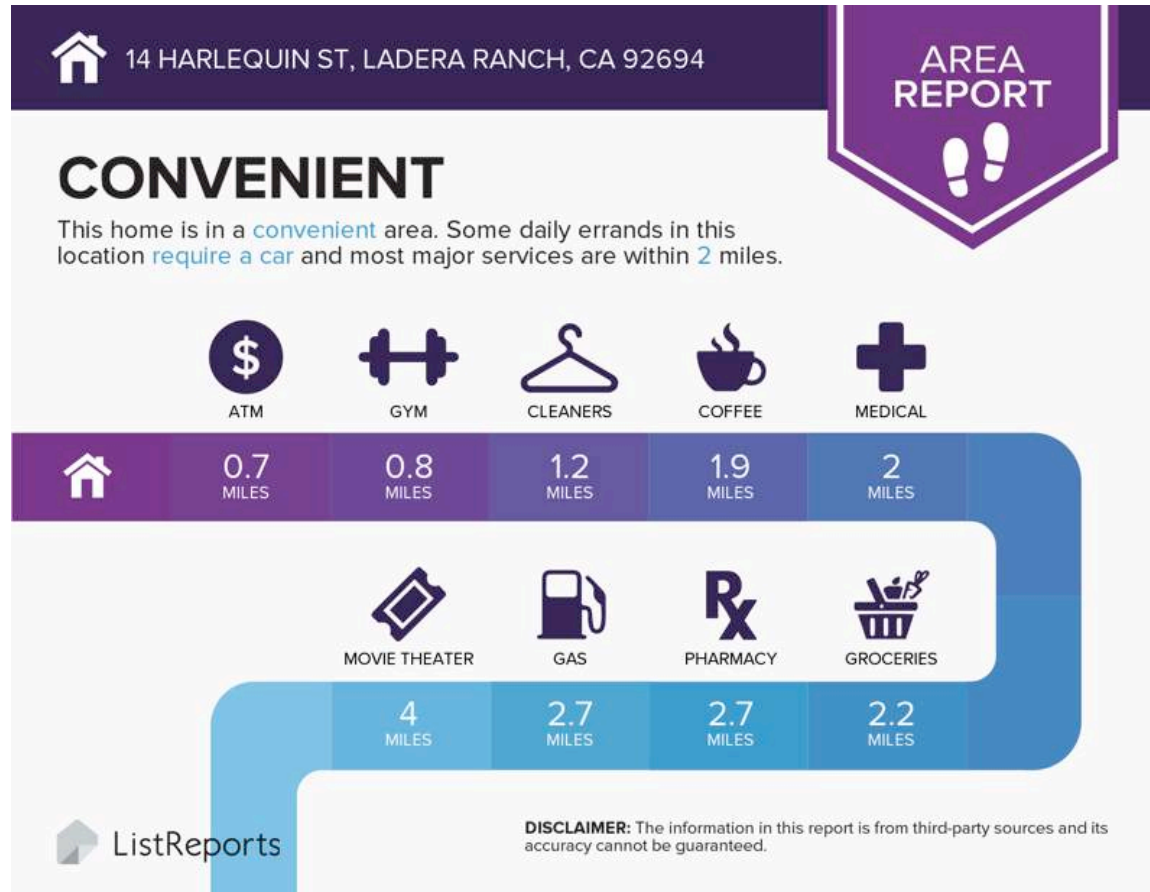 14 HARLEQUIN ST, LADERA RANCH, CA 92694
AREA
REPORT
CONVENIENT
This home is in a convenient area. Some daily errands in this
location require a car and most major services are within 2 miles.
$
ATM
GYM
CLEANERS
COFFEE
MEDICAL
0.7
MILES
0.8
MILES
1.2
MILES
1.9
MILES
2
MILES
Rx
MOVIE THEATER
GAS
PHARMACY
GROCERIES
4
MILES
2.7
MILES
2.7
MILES
2.2
MILES
ListReports
DISCLAIMER: The information in this report is from third-party sources and its
accuracy cannot be guaranteed.